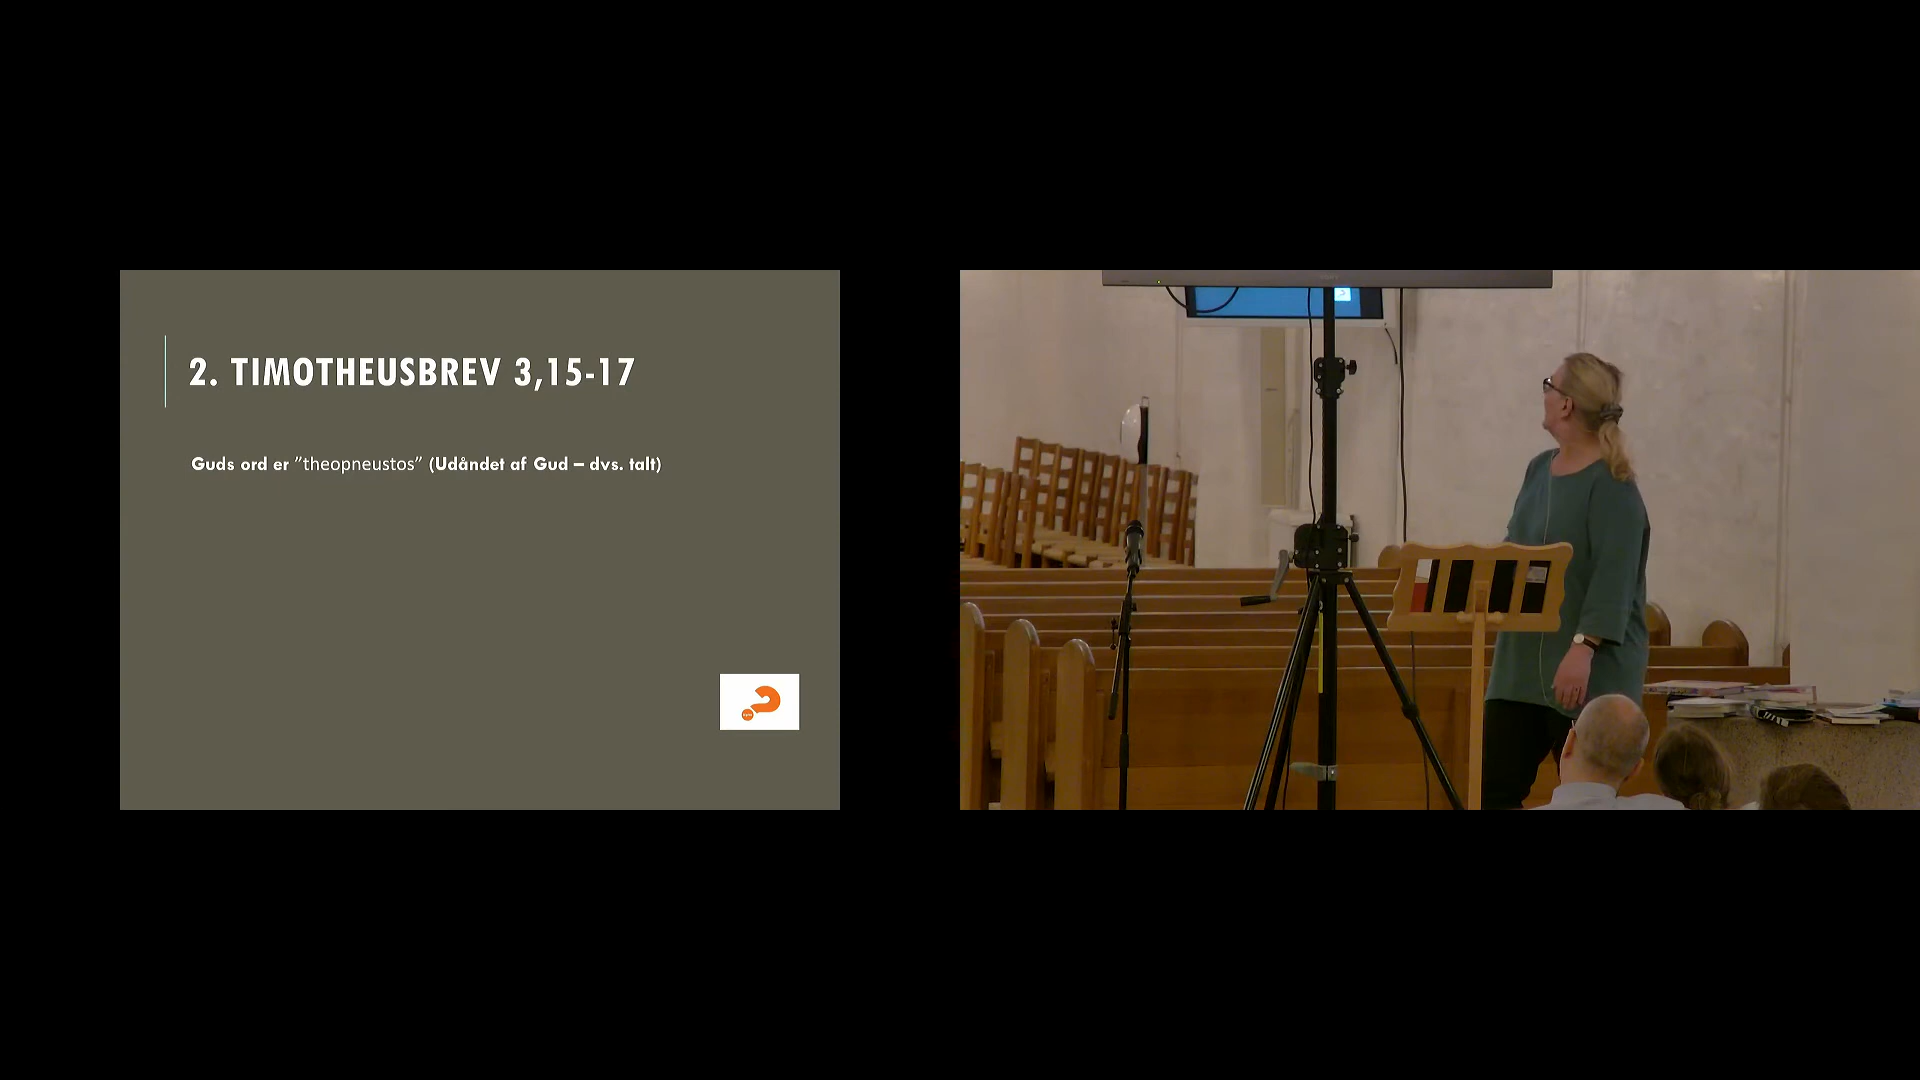 2. TIMOTHEUSBREV 3,15-17
Guds ord er ”theopneustos” (Udåndet af Gud – dvs. talt)